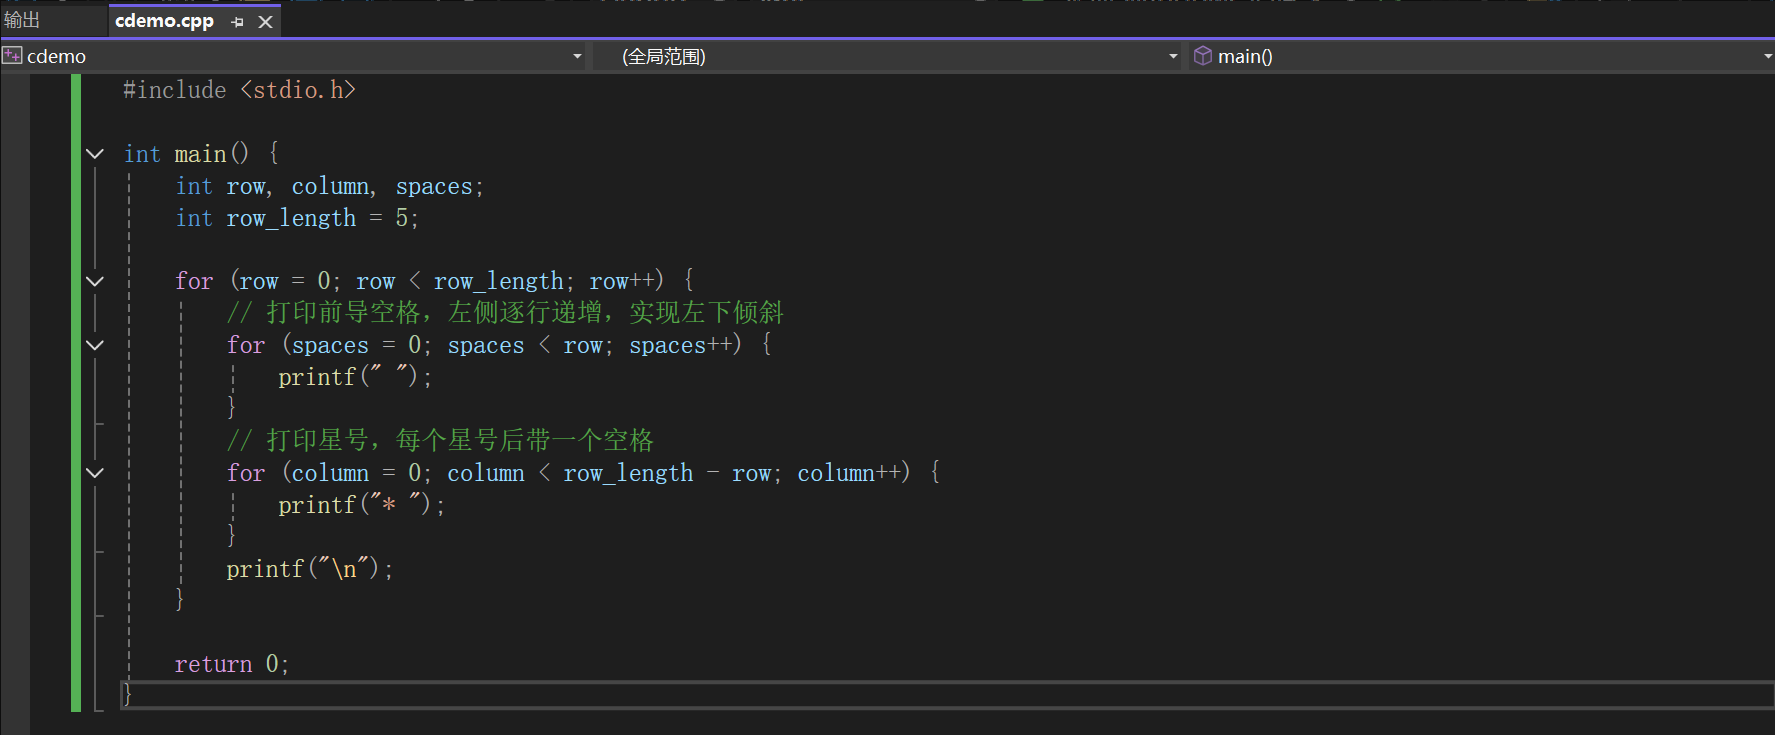 输出
cdemo.cpp
cdemo
(全局范围)
main()
#include <stdio.h>
int main() {
int row, column, spaces;
int row_length = 5;
for (row = 0; row < row_length; row++) {
// 打印前导空格，左侧逐行递增，实现左下倾斜
for (spaces = 0; spaces < row; spaces++) {
printf(" ");
}
// 打印星号，每个星号后带一个空格
for (column = 0; column < row_length - row; column++) {
printf("* ");
}
printf("\n");
}
return 0;
}